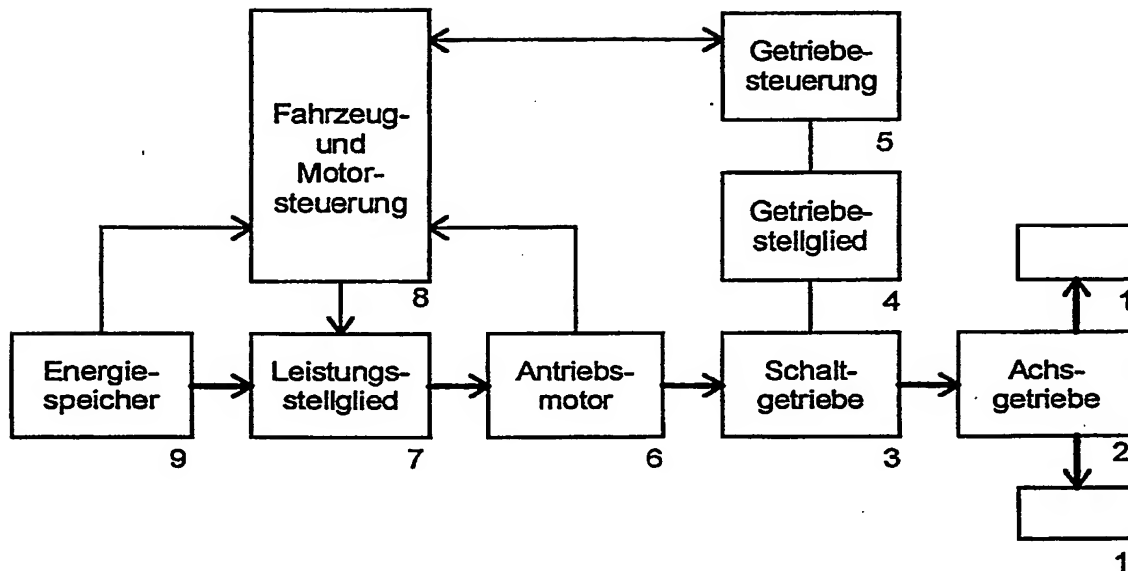 Fahrzeug-
und
Motor-
steuerung
8
Getriebe-
steuerung
5
Getriebe-
stellglied
4
1
Energie-
speicher
9
Leistungs-
stellglied
7
Antriebs-
motor
6
Schalt-
getriebe
3
Achs-
getriebe
2
1